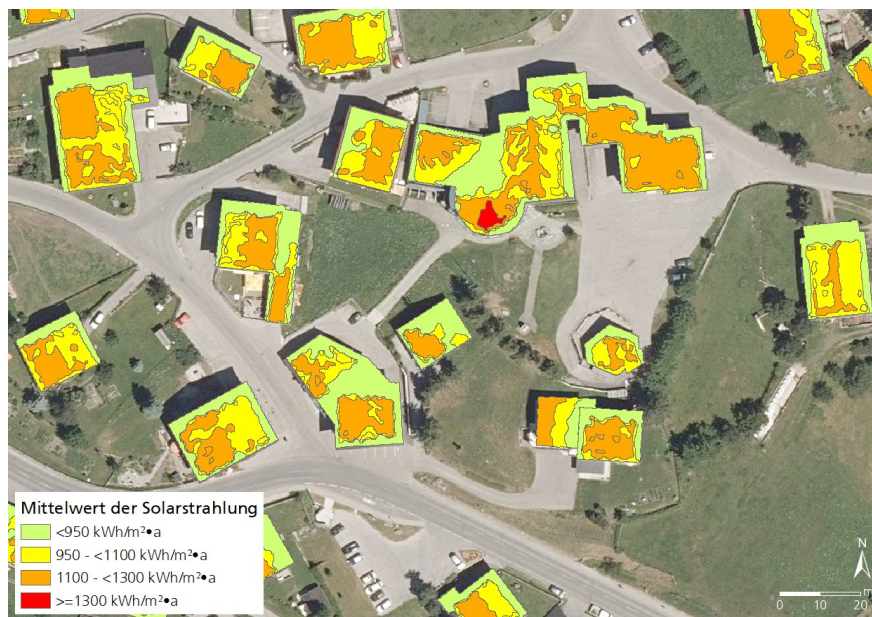 Mittelwert der Solarstrahlung
<950 kWh/m²•a
950 - <1100 kWh/m²•a
1100 - <1300 kWh/m²•a
>=1300 kWh/m²•a
N
m
0 10 20